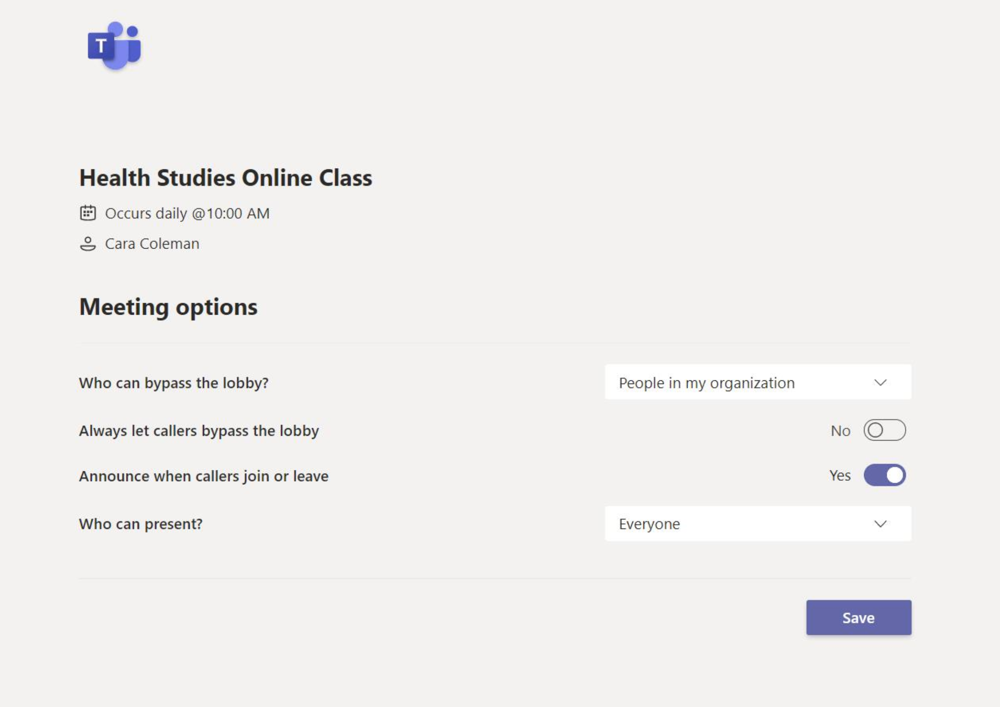 T
Health Studies Online Class
Occurs daily @10:00 AM
Cara Coleman
Meeting options
Who can bypass the lobby? People in my organization
Always let callers bypass the lobby No
Announce when callers join or leave Yes
Who can present? Everyone
Save